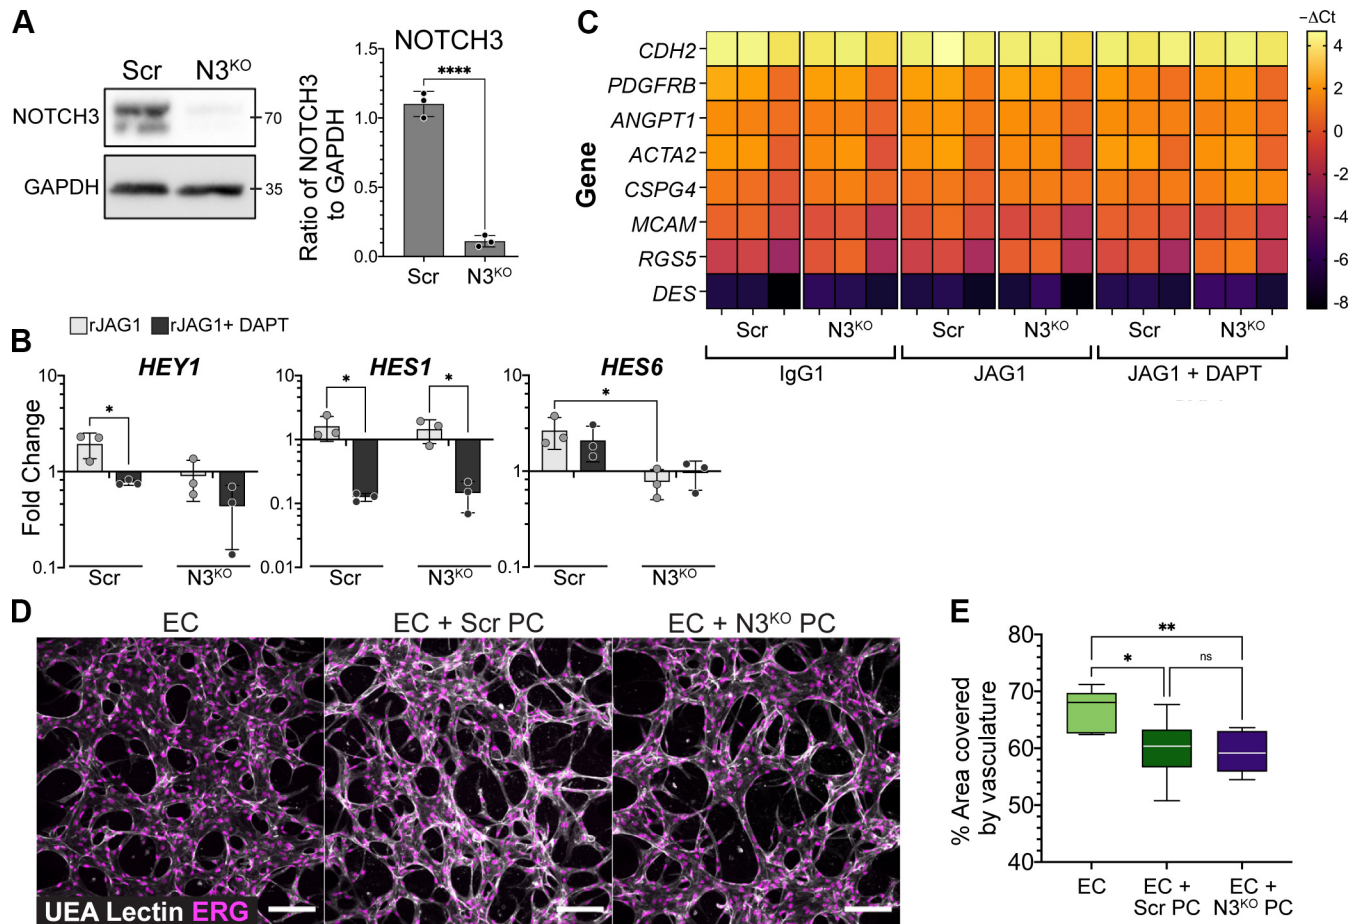 A
Scr N3KO
NOTCH3
70
GAPDH
35
NOTCH3
****
Ratio of NOTCH3
to GAPDH
1.5
1.0
0.5
0.0
Scr N3KO
C
−ΔCt
Gene
CDH2
PDGFRB
ANGPT1
ACTA2
CSPG4
MCAM
RGS5
DES
4
2
0
-2
-4
-6
-8
Scr N3KO Scr N3KO Scr N3KO
IgG1 JAG1 JAG1 + DAPT
rJAG1 rJAG1+ DAPT
B
HEY1 HES1 HES6
Fold Change
10
1
0.1
*
Scr N3KO
10
1
0.1
0.01
* *
Scr N3KO
10
1
0.1
*
Scr N3KO
D
EC EC + Scr PC EC + N3KO PC
UEA Lectin ERG
E
% Area covered
by vasculature
80
70
60
50
40
**
* ns
EC EC + EC +
Scr PC N3KO PC